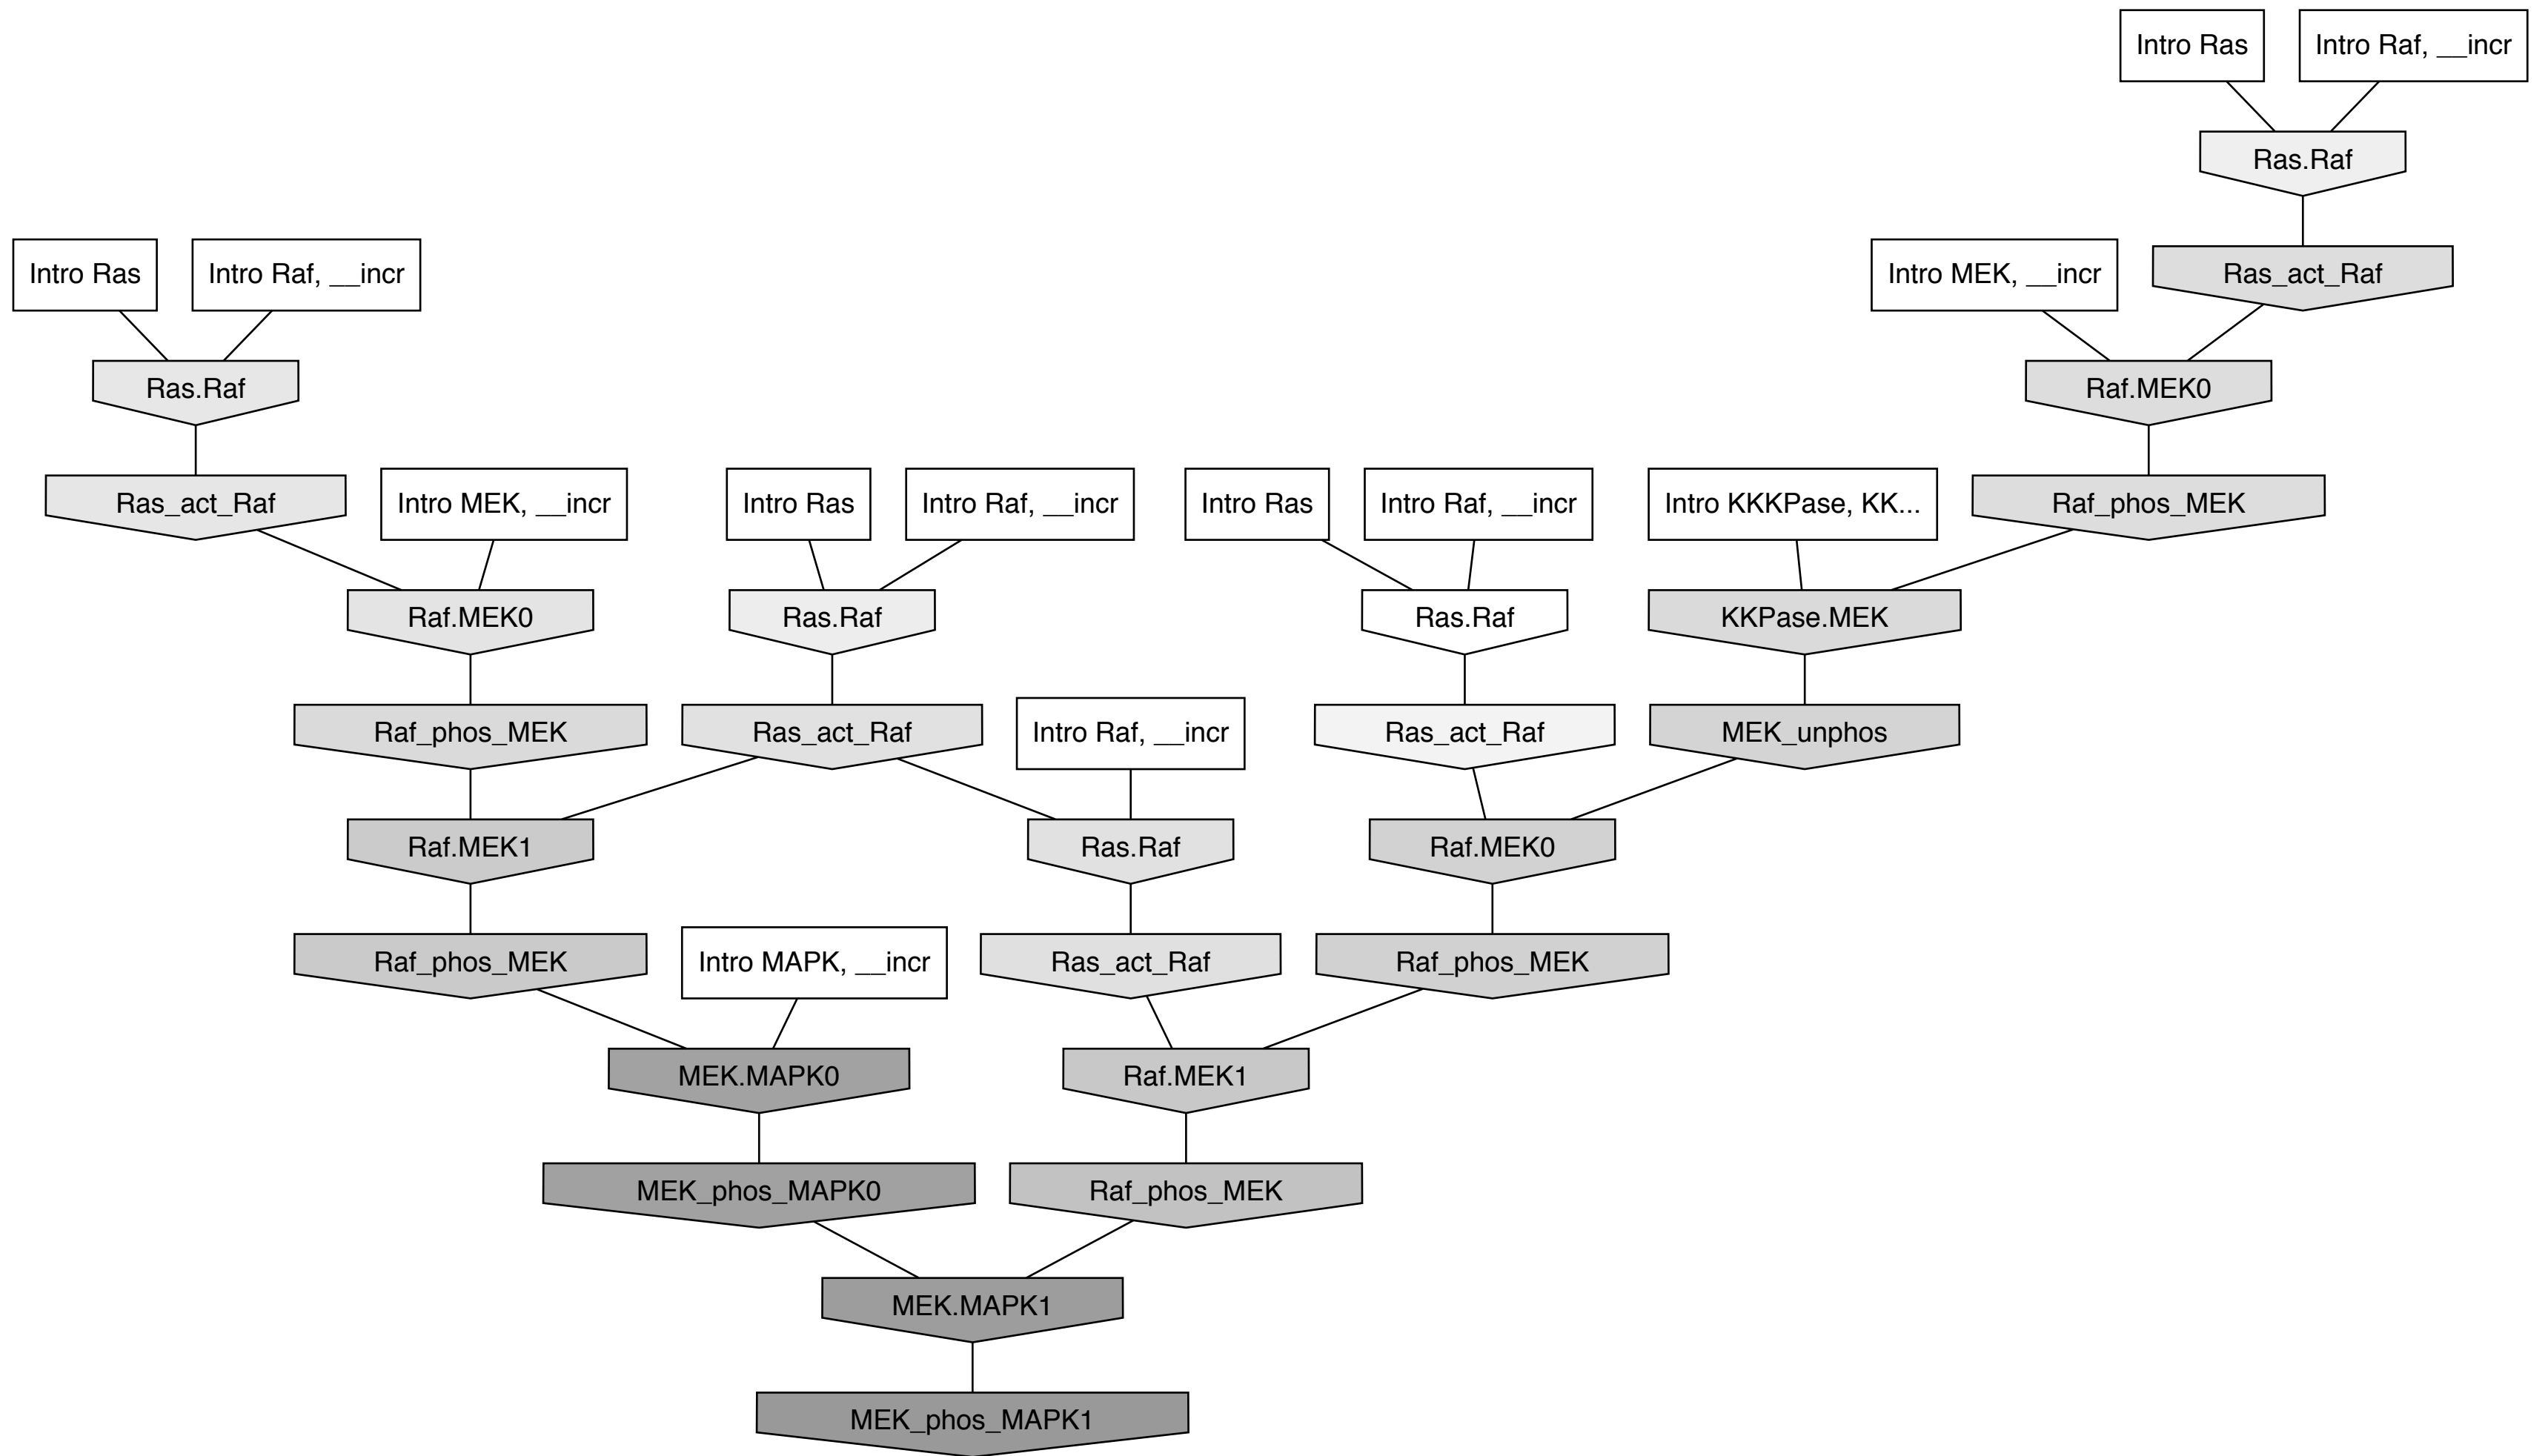 Intro Ras
Intro Raf, __incr
Ras.Raf
Intro Ras
Intro Raf, __incr
Intro MEK, __incr
Ras_act_Raf
Ras.Raf
Raf.MEK0
Ras_act_Raf
Intro MEK, __incr
Intro Ras
Intro Raf, __incr
Intro Ras
Intro Raf, __incr
Intro KKKPase, KK...
Raf_phos_MEK
Raf.MEK0
Ras.Raf
Ras.Raf
KKPase.MEK
Raf_phos_MEK
Ras_act_Raf
Intro Raf, __incr
Ras_act_Raf
MEK_unphos
Raf.MEK1
Ras.Raf
Raf.MEK0
Raf_phos_MEK
Intro MAPK, __incr
Ras_act_Raf
Raf_phos_MEK
MEK.MAPK0
Raf.MEK1
MEK_phos_MAPK0
Raf_phos_MEK
MEK.MAPK1
MEK_phos_MAPK1